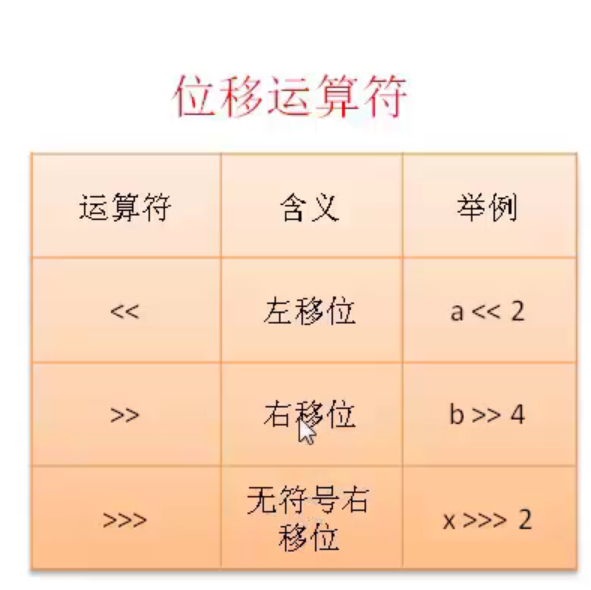 位移运算符
运算符 含义 举例
<< 左移位 a << 2
>> 右移位 b >> 4
>>> 无符号右移位 x >>> 2